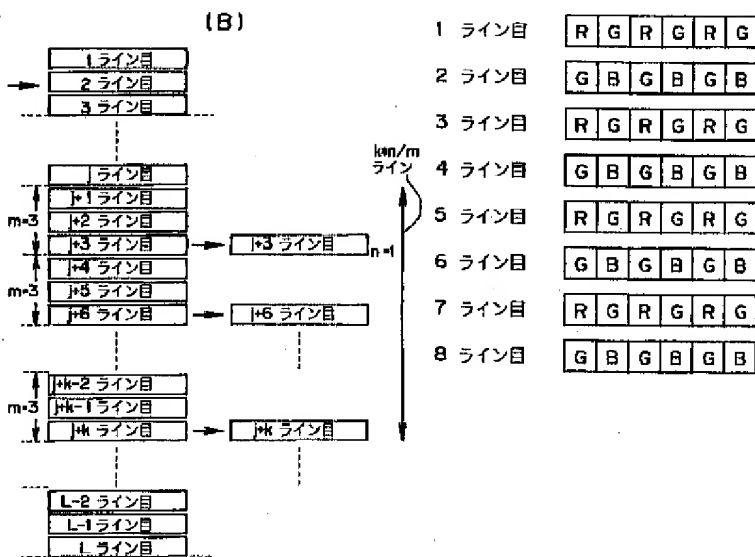 (B)
1 ライン目
2 ライン目
3 ライン目
j ライン目
j+1 ライン目
j+2 ライン目
j+3 ライン目
j+4 ライン目
j+5 ライン目
j+6 ライン目
m=3
m=3
j+3 ライン目
n=1
j+6 ライン目
k*n/m
ライン
j+k-2 ライン目
j+k-1 ライン目
j+k ライン目
m=3
j+k ライン目
L-2 ライン目
L-1 ライン目
L ライン目
1 ライン目 R G R G R G
2 ライン目 G B G B G B
3 ライン目 R G R G R G
4 ライン目 G B G B G B
5 ライン目 R G R G R G
6 ライン目 G B G B G B
7 ライン目 R G R G R G
8 ライン目 G B G B G B